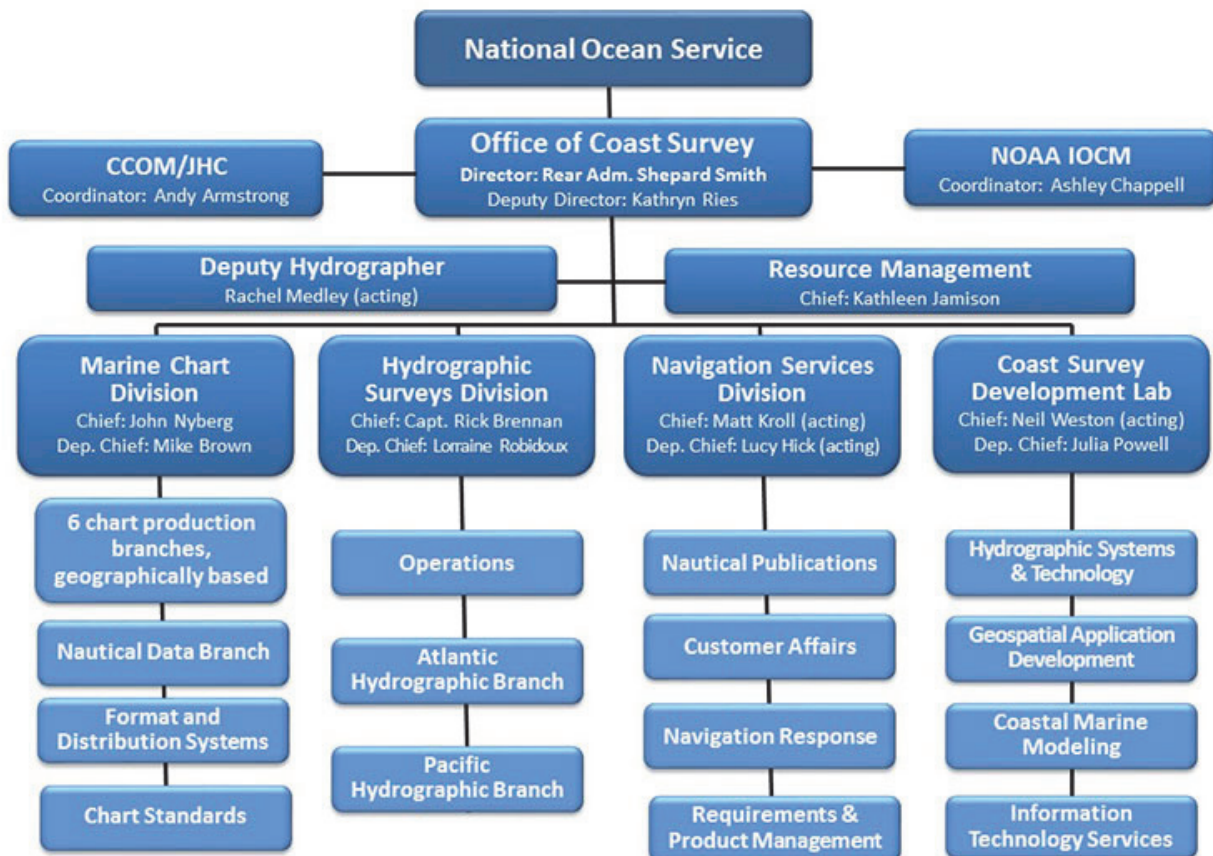 National Ocean Service
Office of Coast Survey
Director: Rear Adm. Shepard Smith
Deputy Director: Kathryn Ries
CCOM/JHC
Coordinator: Andy Armstrong
NOAA IOCM
Coordinator: Ashley Chappell
Deputy Hydrographer
Rachel Medley (acting)
Resource Management
Chief: Kathleen Jamison
Marine Chart
Division
Chief: John Nyberg
Dep. Chief: Mike Brown
6 chart production
branches,
geographically based
Nautical Data Branch
Format and
Distribution Systems
Chart Standards
Hydrographic
Surveys Division
Chief: Capt. Rick Brennan
Dep. Chief: Lorraine Robidoux
Operations
Atlantic
Hydrographic Branch
Pacific
Hydrographic Branch
Navigation Services
Division
Chief: Matt Kroll (acting)
Dep. Chief: Lucy Hick (acting)
Nautical Publications
Customer Affairs
Navigation Response
Requirements &
Product Management
Coast Survey
Development Lab
Chief: Neil Weston (acting)
Dep. Chief: Julia Powell
Hydrographic Systems
& Technology
Geospatial Application
Development
Coastal Marine
Modeling
Information
Technology Services